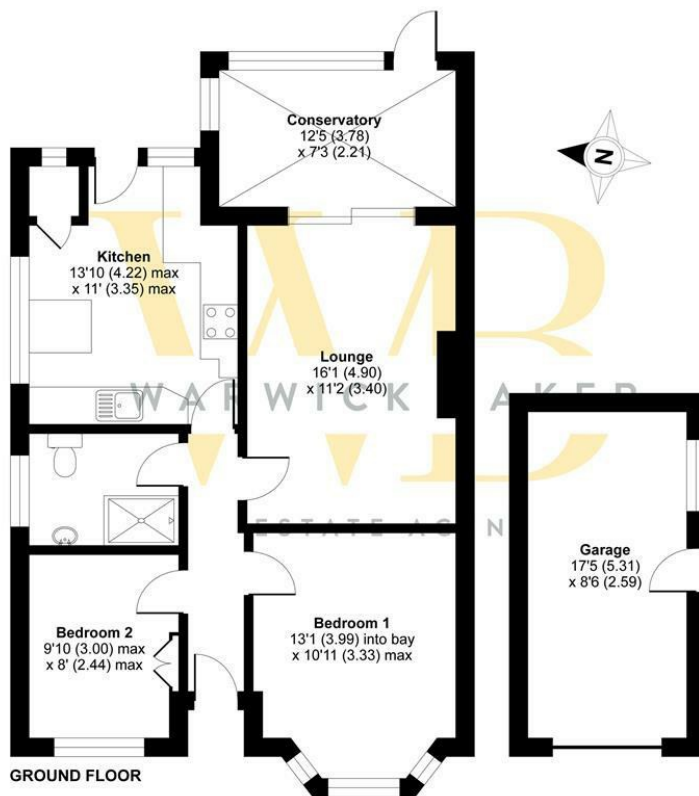 Conservatory
12'5 (3.78)
x 7'3 (2.21)
N
Kitchen
13'10 (4.22) max
x 11' (3.35) max
Lounge
16'1 (4.90)
x 11'2 (3.40)
WB
WARWICK BAKER
ESTATE AGEN
Garage
17'5 (5.31)
x 8'6 (2.59)
Bedroom 2
9'10 (3.00) max
x 8' (2.44) max
Bedroom 1
13'1 (3.99) into bay
x 10'11 (3.33) max
GROUND FLOOR